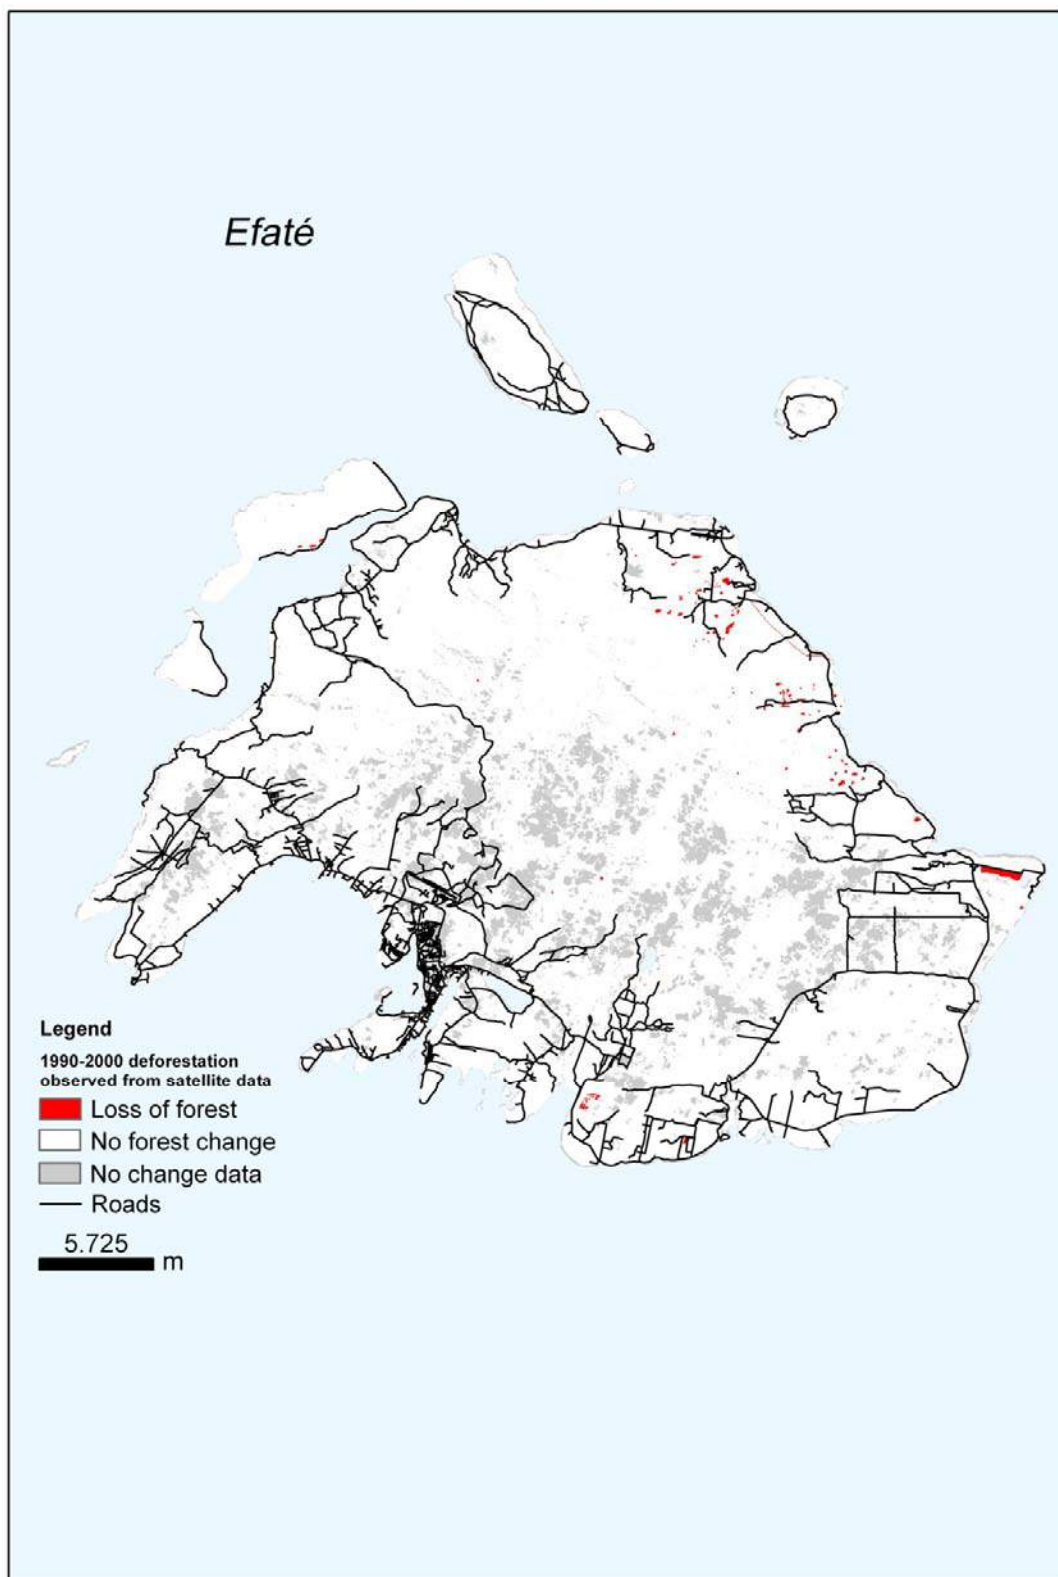 Efaté
Legend
1990-2000 deforestation
observed from satellite data
Loss of forest
No forest change
No change data
Roads
5.725
m